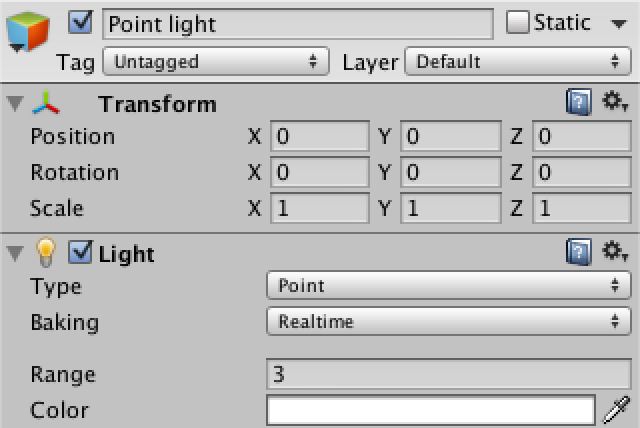 Point light Static
Tag Untagged Layer Default
Transform
Position X 0 Y 0 Z 0
Rotation X 0 Y 0 Z 0
Scale X 1 Y 1 Z 1
Light
Type Point
Baking Realtime
Range 3
Color